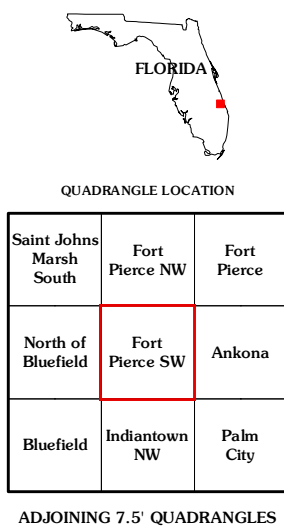 FLORIDA
QUADRANGLE LOCATION
Saint Johns
Marsh
South
Fort
Pierce NW
Fort
Pierce
North of
Bluefield
Fort
Pierce SW
Ankona
Bluefield
Indiantown
NW
Palm
City
ADJOINING 7.5' QUADRANGLES